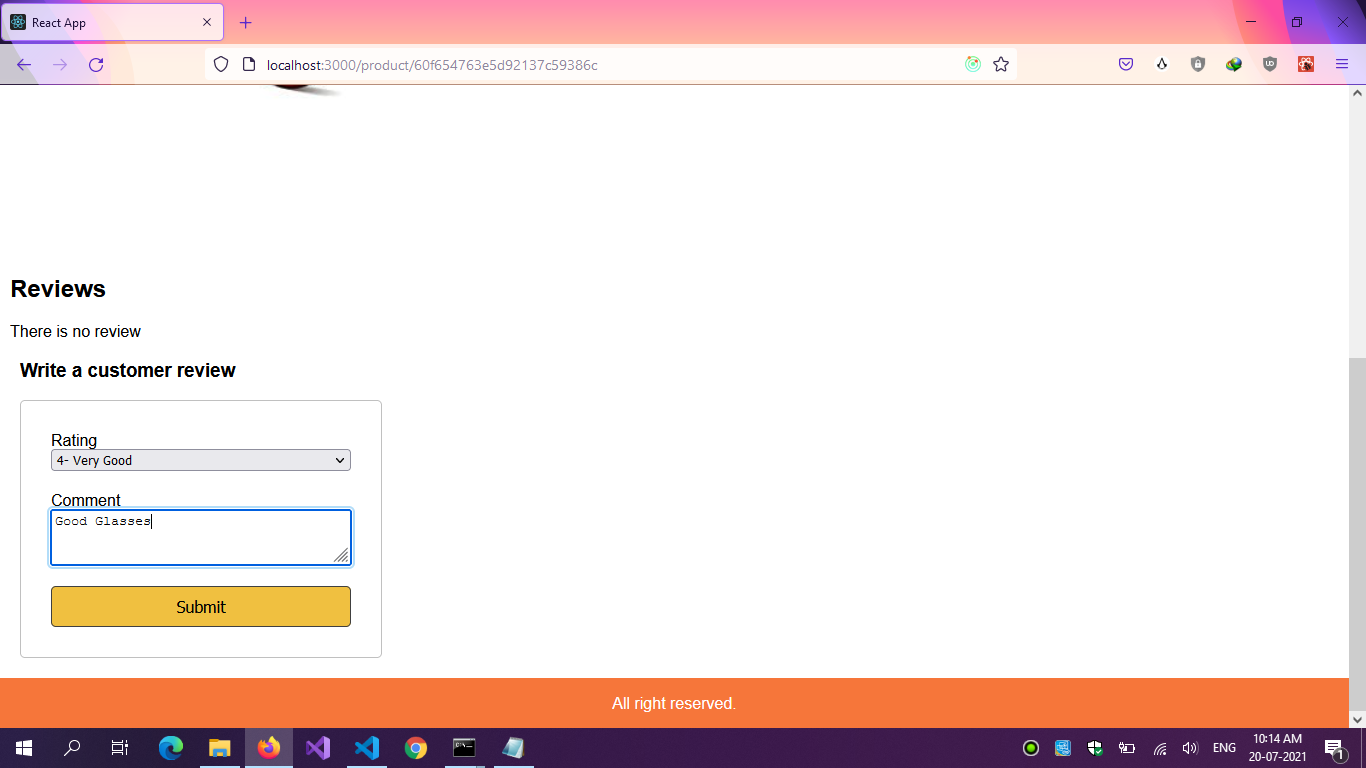 React App
localhost:3000/product/60f654763e5d92137c59386c
Reviews
There is no review
Write a customer review
Rating
4- Very Good
Comment
Good Glasses
Submit
All right reserved.
ENG
10:14 AM
20-07-2021
1